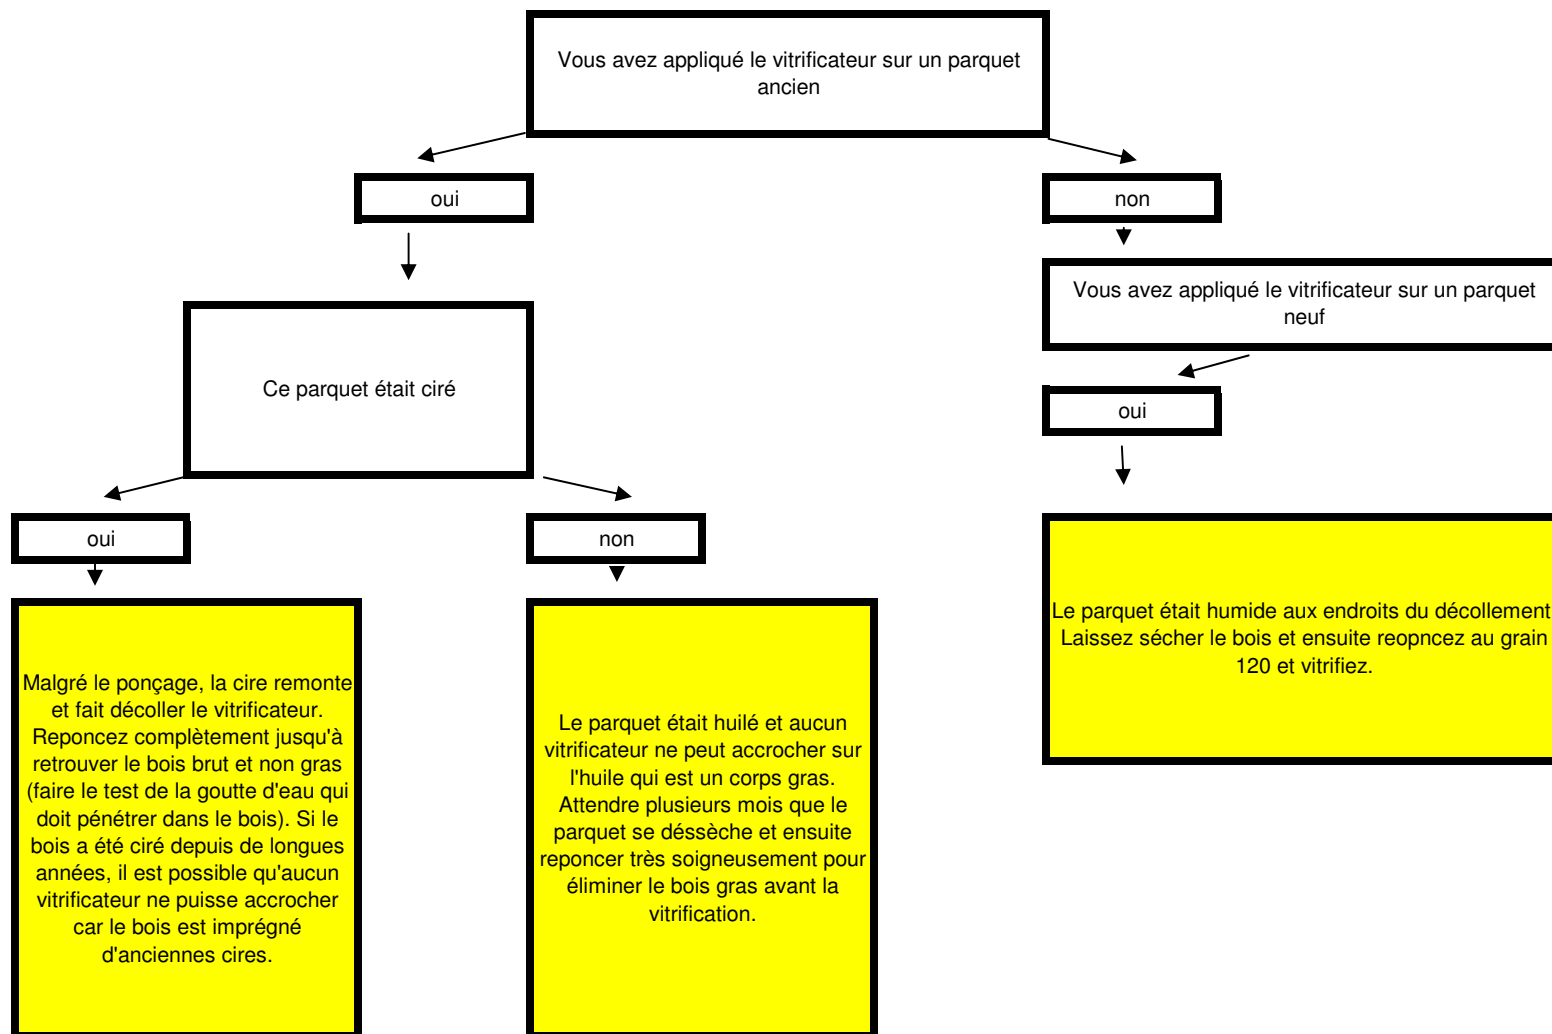 Vous avez appliqué le vitrificateur sur un parquet
ancien
oui
non
Vous avez appliqué le vitrificateur sur un parquet
neuf
Ce parquet était ciré
oui
oui
non
Malgré le ponçage, la cire remonte
et fait décoller le vitrificateur.
Reponcez complètement jusqu'à
retrouver le bois brut et non gras
(faire le test de la goutte d'eau qui
doit pénétrer dans le bois). Si le
bois a été ciré depuis de longues
années, il est possible qu'aucun
vitrificateur ne puisse accrocher
car le bois est imprégné
d'anciennes cires.
Le parquet était huilé et aucun
vitrificateur ne peut accrocher sur
l'huile qui est un corps gras.
Attendre plusieurs mois que le
parquet se déssèche et ensuite
reponcer très soigneusement pour
éliminer le bois gras avant la
vitrification.
Le parquet était humide aux endroits du décollement
Laissez sécher le bois et ensuite reopncez au grain
120 et vitrifiez.